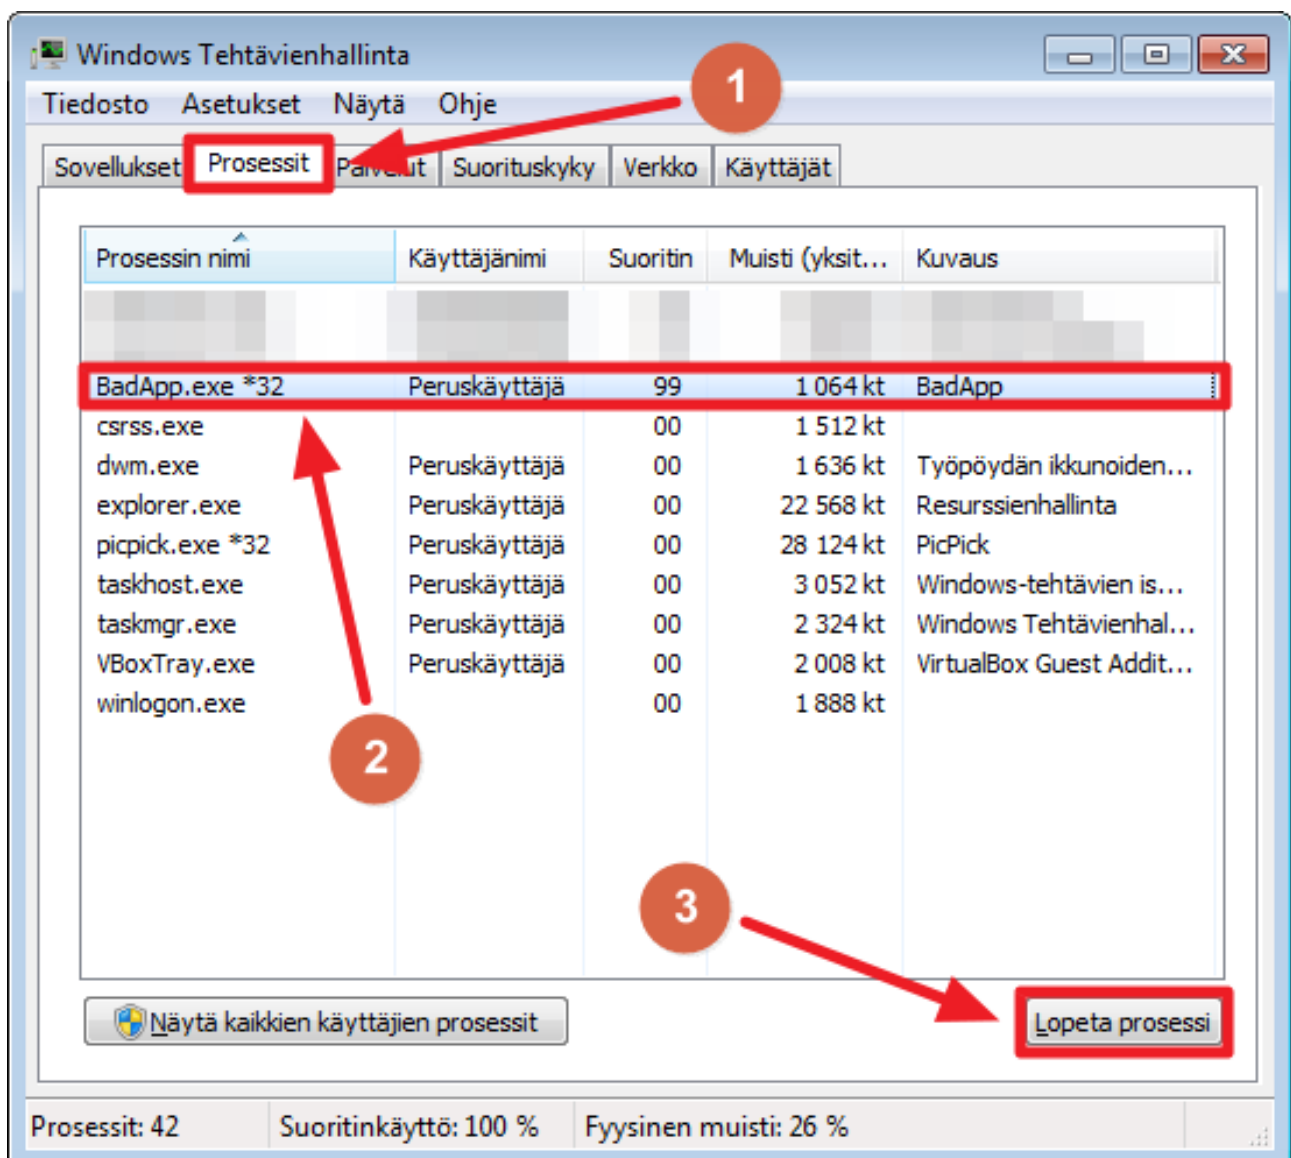 Windows Tehtävienhallinta
Tiedosto Asetukset Näytä Ohje
1
Sovellukset Prosessit Palvelut Suorituskyky Verkko Käyttäjät
Prosessin nimi Käyttäjänimi Suoritin Muisti (yksit... Kuvaus
BadApp.exe *32 Peruskäyttäjä 99 1 064 kt BadApp
csrss.exe 00 1 512 kt
dwm.exe Peruskäyttäjä 00 1 636 kt Työpöydän ikkunoiden...
explorer.exe Peruskäyttäjä 00 22 568 kt Resurssienhallinta
picpick.exe *32 Peruskäyttäjä 00 28 124 kt PicPick
taskhost.exe Peruskäyttäjä 00 3 052 kt Windows-tehtävien is...
taskmgr.exe Peruskäyttäjä 00 2 324 kt Windows Tehtävienhal...
VBoxTray.exe Peruskäyttäjä 00 2 008 kt VirtualBox Guest Addit...
winlogon.exe 00 1 888 kt
2
3
Näytä kaikkien käyttäjien prosessit Lopeta prosessi
Prosessit: 42 Suoritinkäyttö: 100 % Fyysinen muisti: 26 %